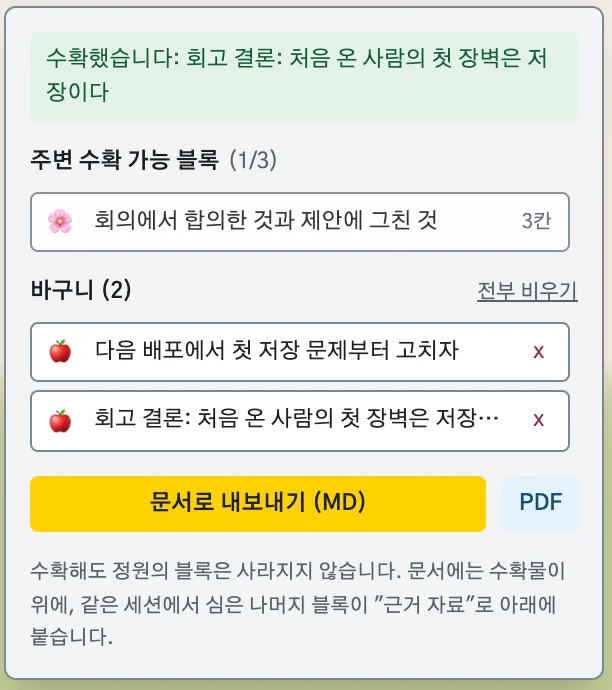 수확했습니다: 회고 결론: 처음 온 사람의 첫 장벽은 저
장이다
주변 수확 가능 블록 (1/3)
회의에서 합의한 것과 제안에 그친 것 3칸
바구니 (2) 전부 비우기
다음 배포에서 첫 저장 문제부터 고치자 x
회고 결론: 처음 온 사람의 첫 장벽은 저장… x
문서로 내보내기 (MD) PDF
수확해도 정원의 블록은 사라지지 않습니다. 문서에는 수확물이
위에, 같은 세션에서 심은 나머지 블록이 "근거 자료"로 아래에
붙습니다.